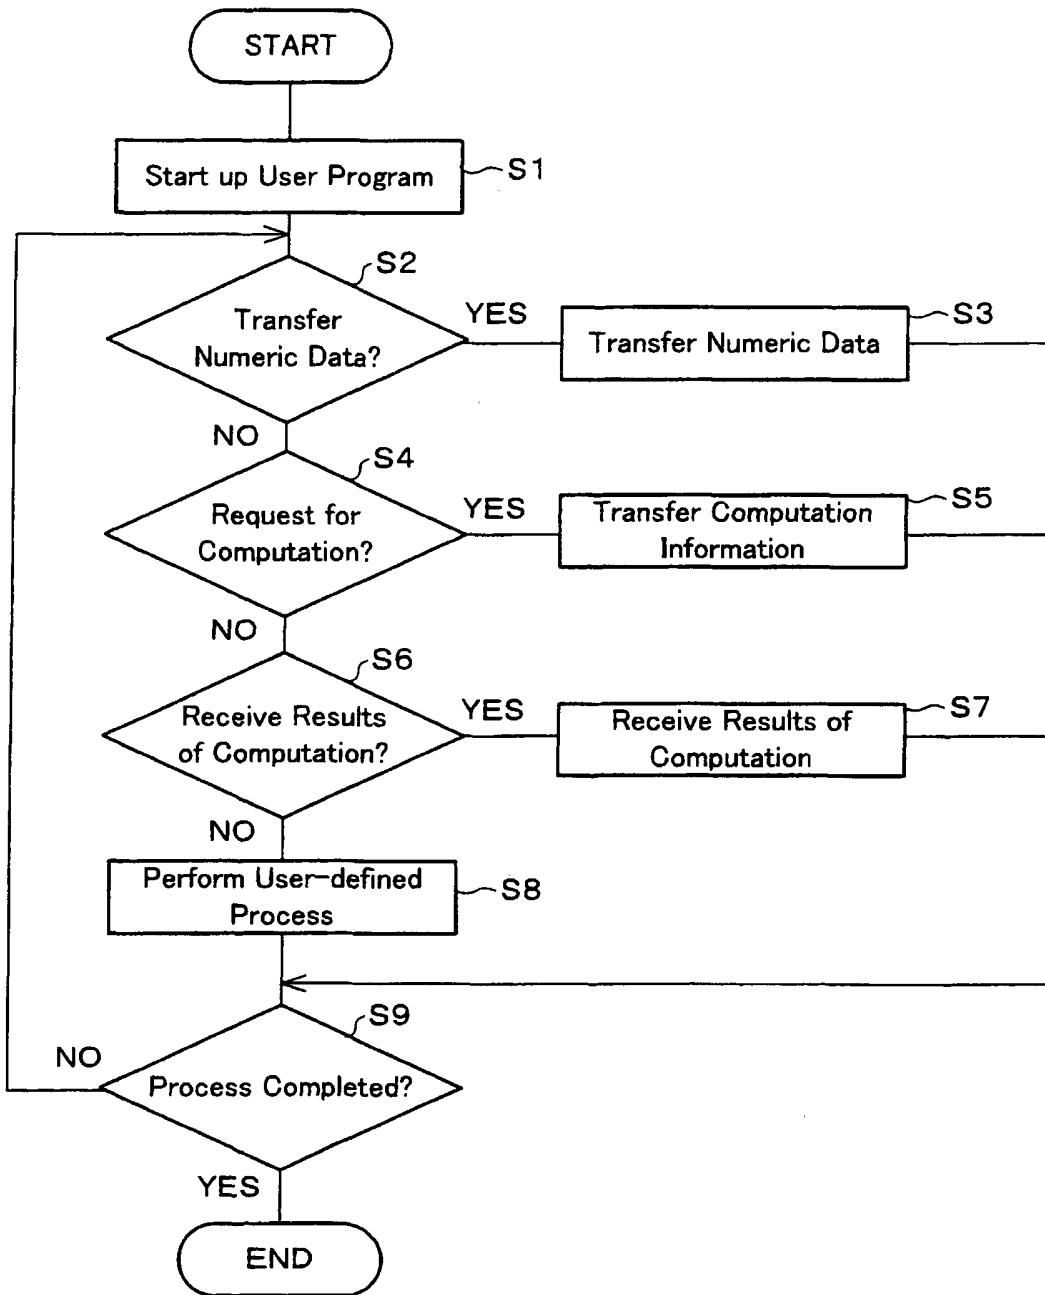 START
Start up User Program
S1
S2
Transfer
Numeric Data?
YES
Transfer Numeric Data
S3
NO
S4
Request for
Computation?
YES
Transfer Computation
Information
S5
NO
S6
Receive Results
of Computation?
YES
Receive Results of
Computation
S7
NO
Perform User-defined
Process
S8
S9
NO
Process Completed?
YES
END